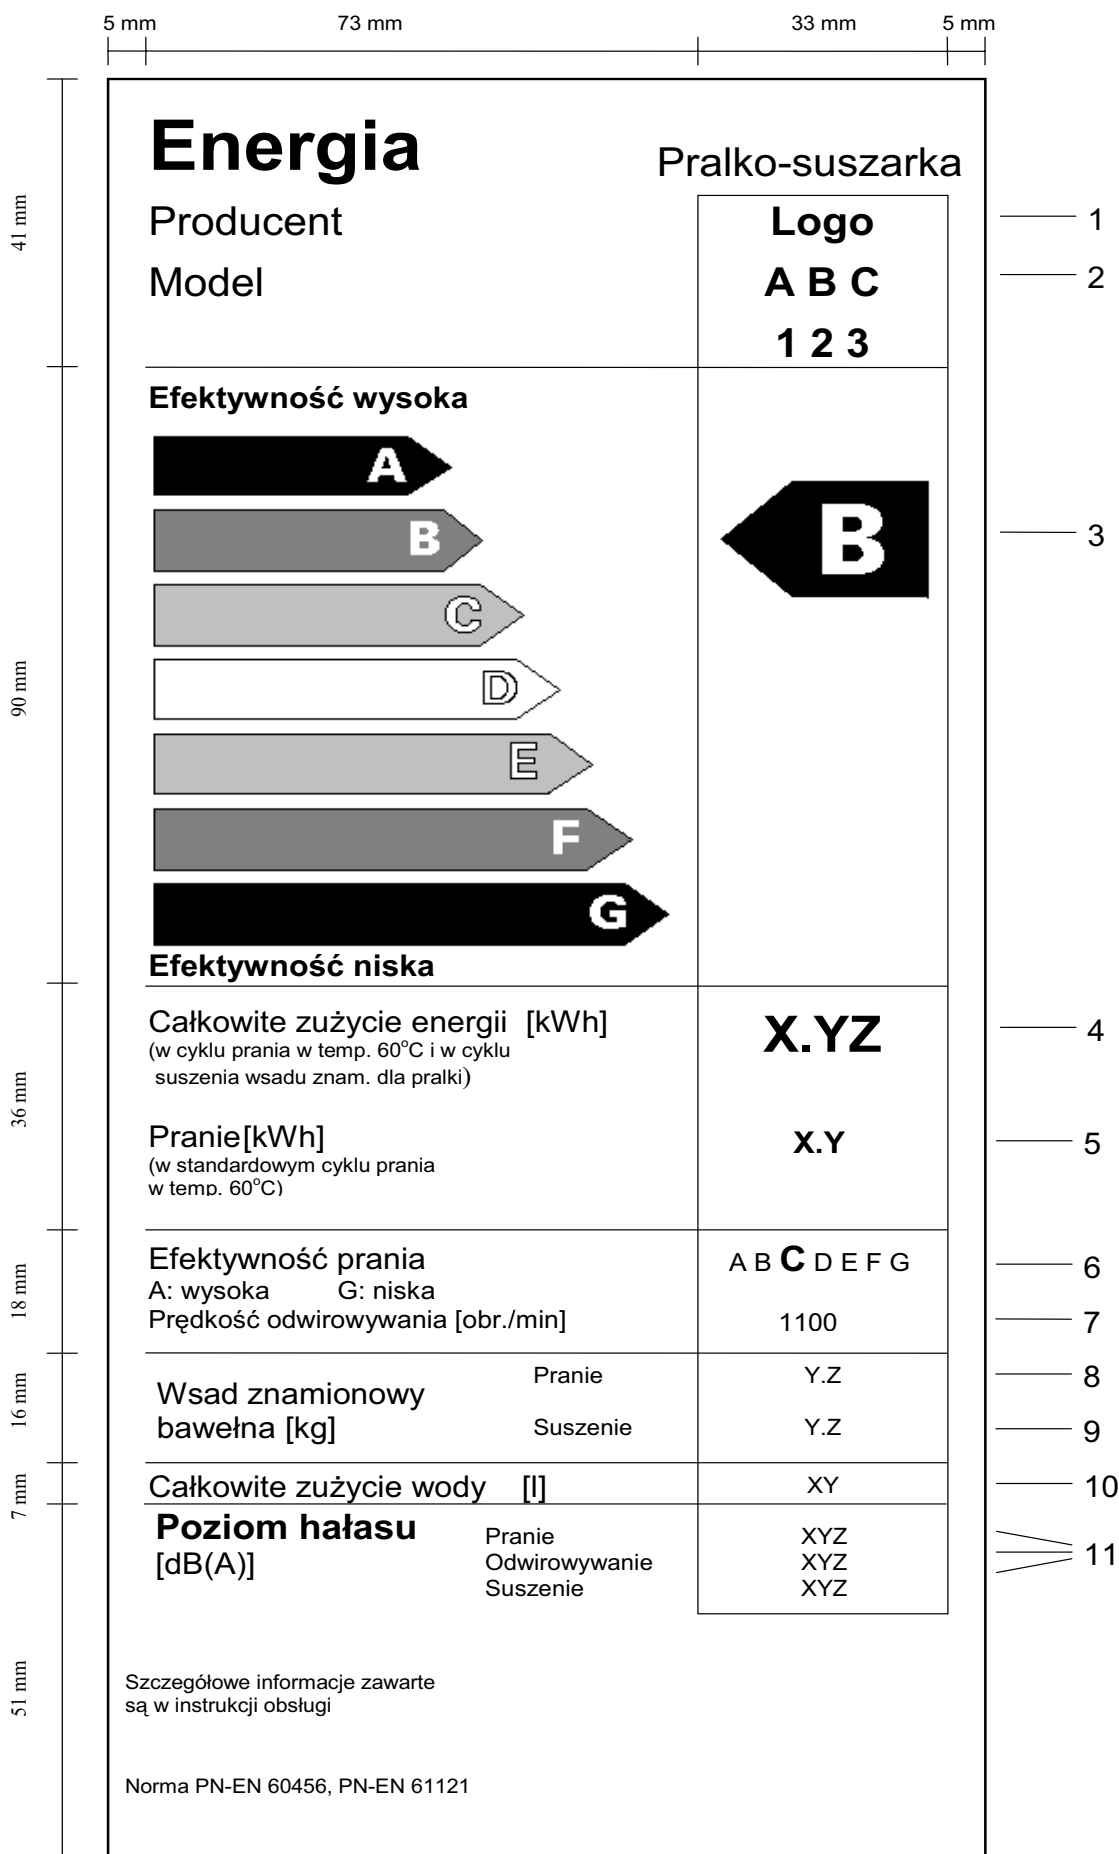 5 mm 73 mm 33 mm 5 mm
Energia
Pralko-suszarka
41 mm
Producent Logo 1
Model A B C 2
1 2 3
Efektywność wysoka
A
B B 3
C
D
90 mm
E
F
G
Efektywność niska
Całkowite zużycie energii [kWh] X.YZ 4
(w cyklu prania w temp. 60°C i w cyklu
suszenia wsadu znam. dla pralki)
36 mm
Pranie[kWh] X.Y 5
(w standardowym cyklu prania
w temp. 60°C)
Efektywność prania A B C D E F G 6
A: wysoka G: niska
18 mm
Prędkość odwirowywania [obr./min] 1100 7
Pranie Y.Z 8
16 mm
Wsad znamionowy
bawełna [kg] Suszenie Y.Z 9
7 mm
Całkowite zużycie wody [l] XY 10
Poziom hałasu Pranie XYZ
[dB(A)] Odwirowywanie XYZ 11
Suszenie XYZ
51 mm
Szczegółowe informacje zawarte
są w instrukcji obsługi
Norma PN-EN 60456, PN-EN 61121